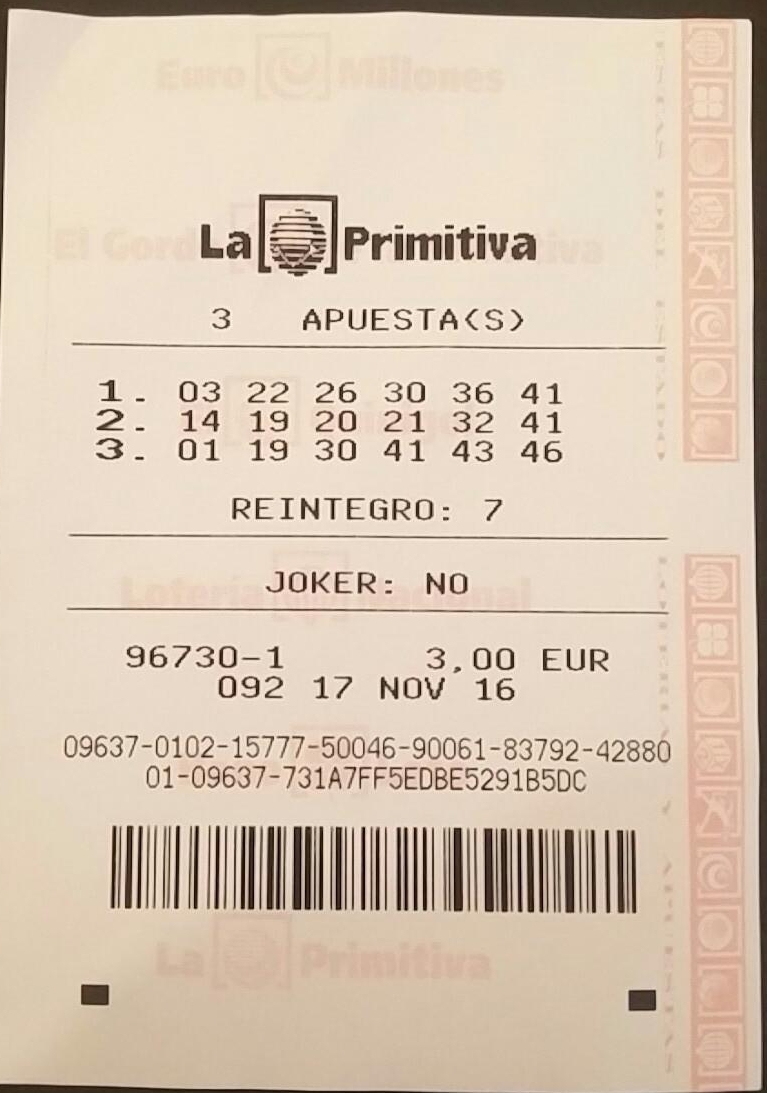 Euro Millones
La Primitiva
3 APUESTA(S)
1. 03 22 26 30 36 41
2. 14 19 20 21 32 41
3. 01 19 30 41 43 46
REINTEGRO: 7
JOKER: NO
Lotería Nacional
96730-1 3,00 EUR
092 17 NOV 16
09637-0102-15777-50046-90061-83792-42880
01-09637-731A7FF5EDBE5291B5DC
La Primitiva